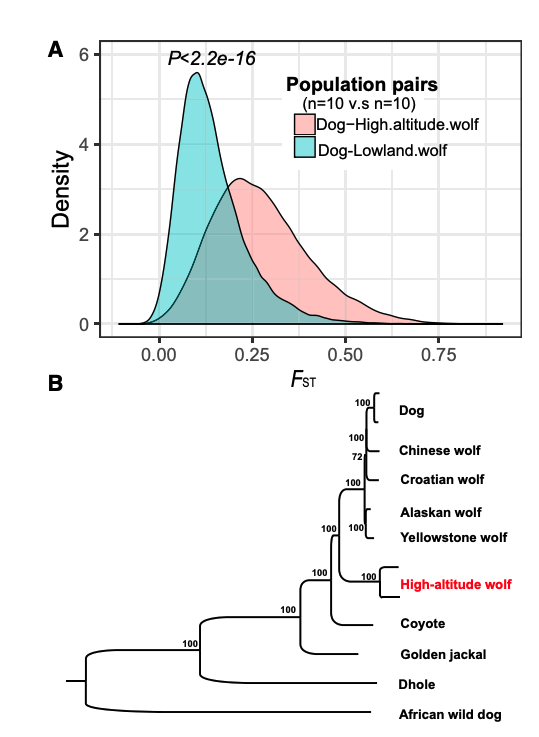 A
P<2.2e-16
Population pairs
(n=10 v.s n=10)
Dog−High.altitude.wolf
Dog-Lowland.wolf
Density
6
4
2
0
0.00 0.25 0.50 0.75
FST
B
100
Dog
100
Chinese wolf
72
Croatian wolf
100
Alaskan wolf
100
Yellowstone wolf
100
100
High-altitude wolf
100
Coyote
100
Golden jackal
100
Dhole
African wild dog